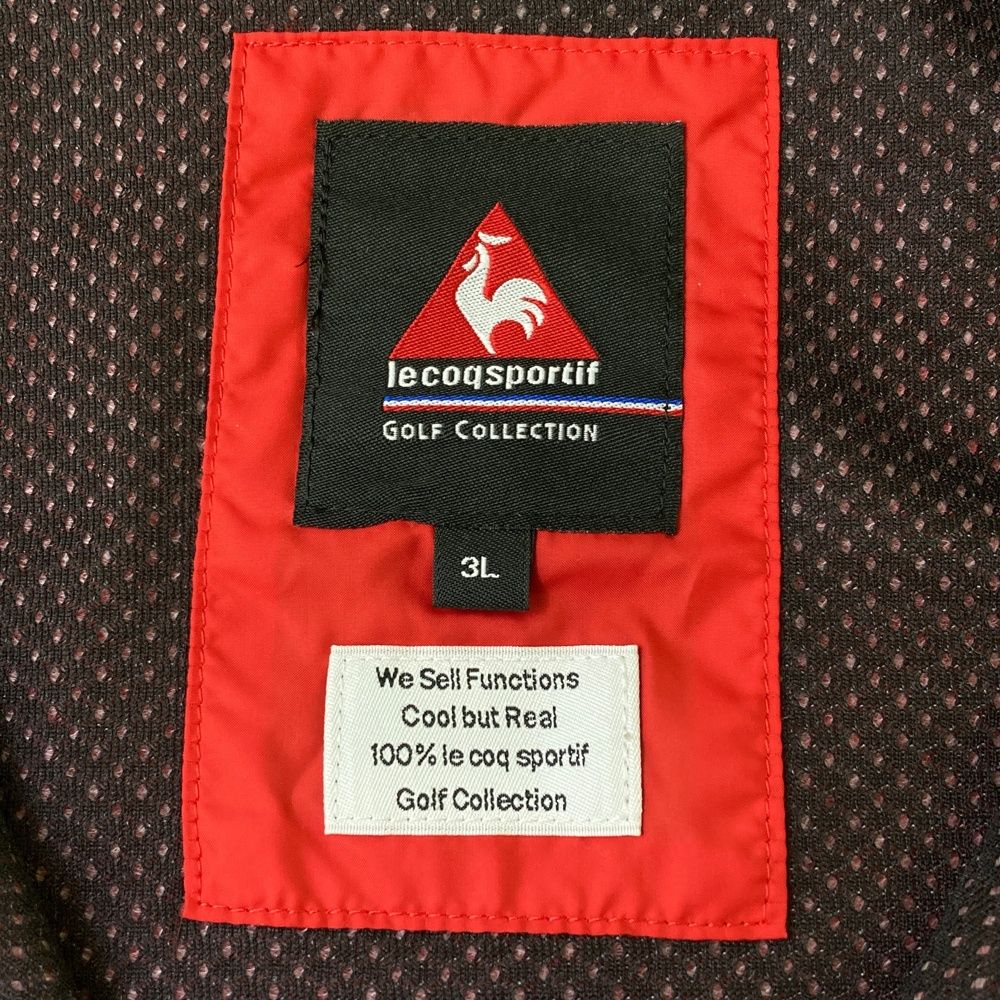 lecoqsportif
GOLF COLLECTION
3L
We Sell Functions
Cool but Real
100% le coq sportif
Golf Collection